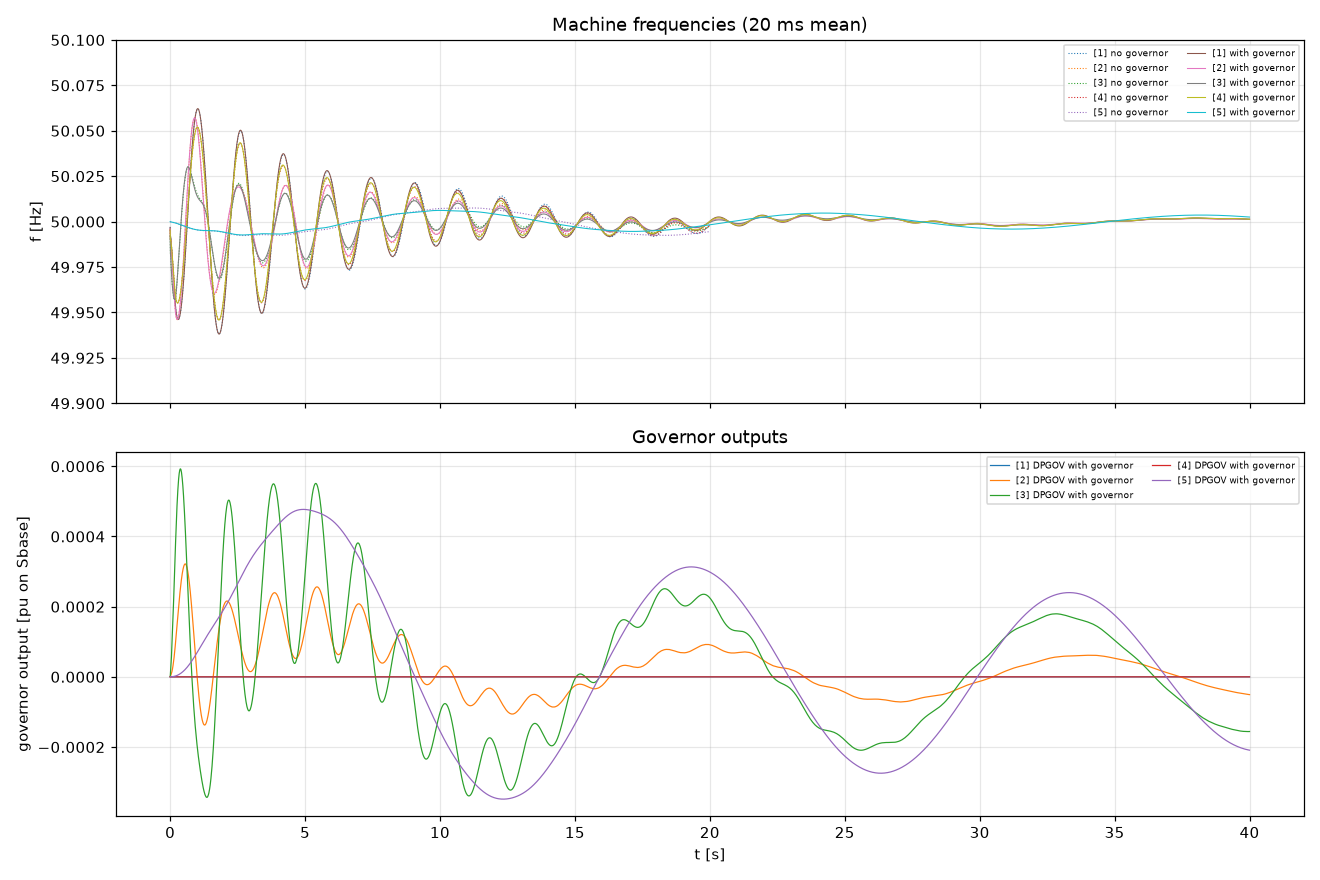 Machine frequencies (20 ms mean)
f [Hz]
50.100
50.075
50.050
50.025
50.000
49.975
49.950
49.925
49.900
[1] no governor [1] with governor
[2] no governor [2] with governor
[3] no governor [3] with governor
[4] no governor [4] with governor
[5] no governor [5] with governor
Governor outputs
governor output [pu on Sbase]
0.0006
0.0004
0.0002
0.0000
−0.0002
[1] DPGOV with governor [4] DPGOV with governor
[2] DPGOV with governor [5] DPGOV with governor
[3] DPGOV with governor
0 5 10 15 20 25 30 35 40
t [s]